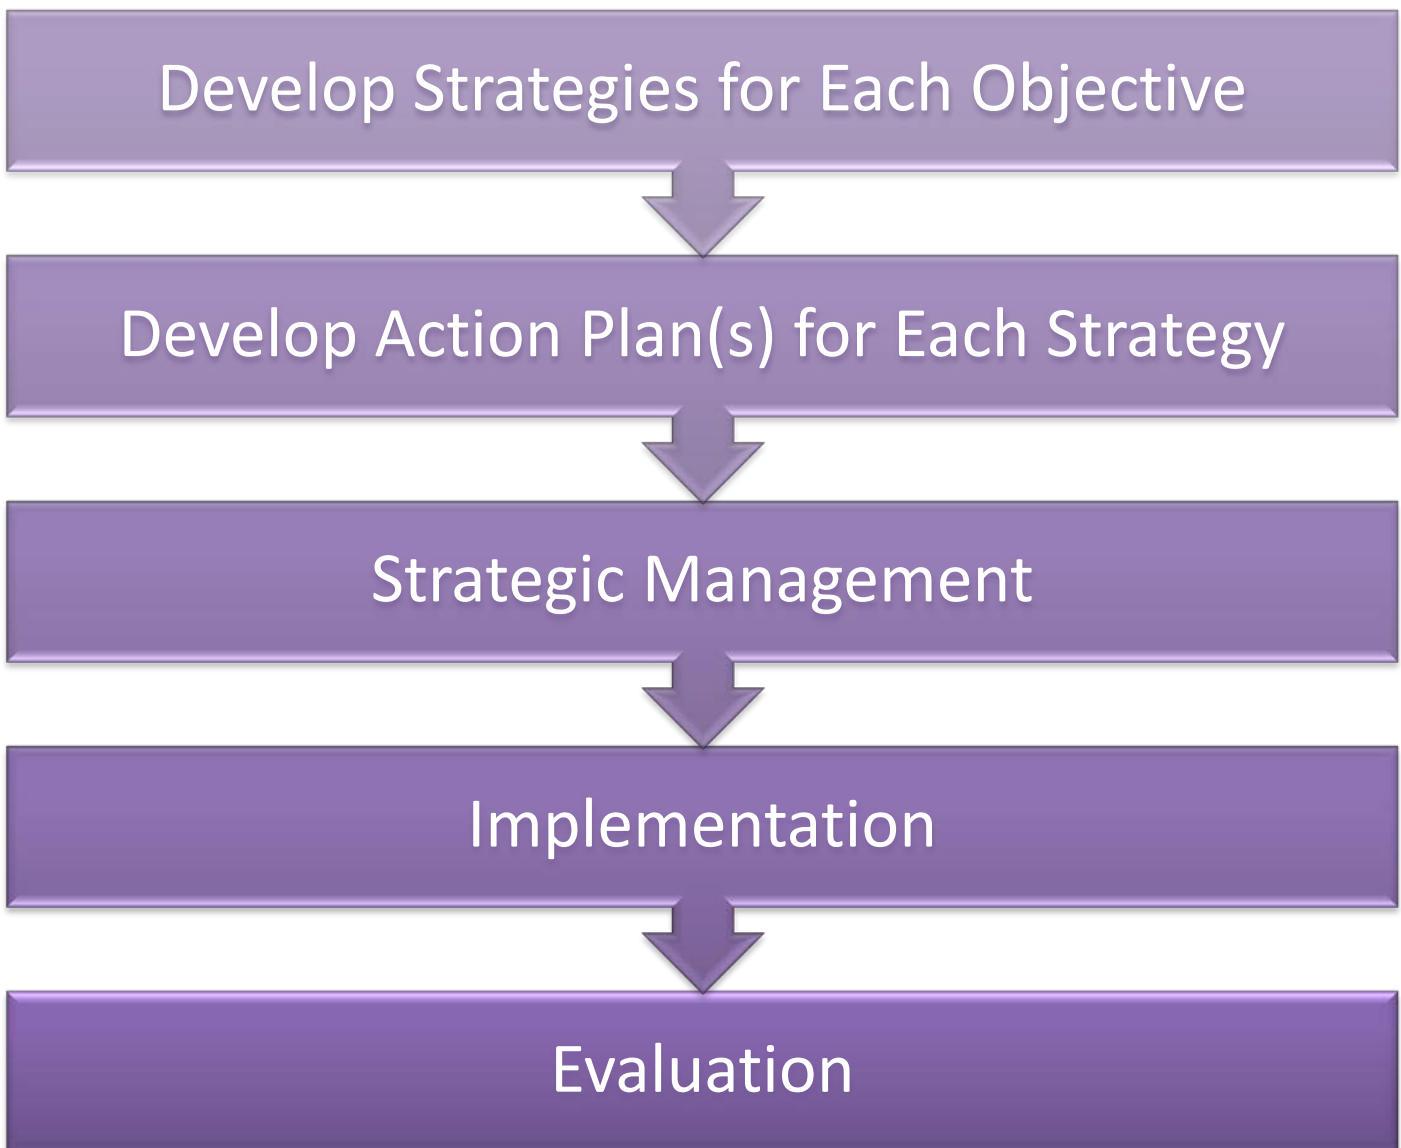 Develop Strategies for Each Objective
Develop Action Plan(s) for Each Strategy
Strategic Management
Implementation
Evaluation